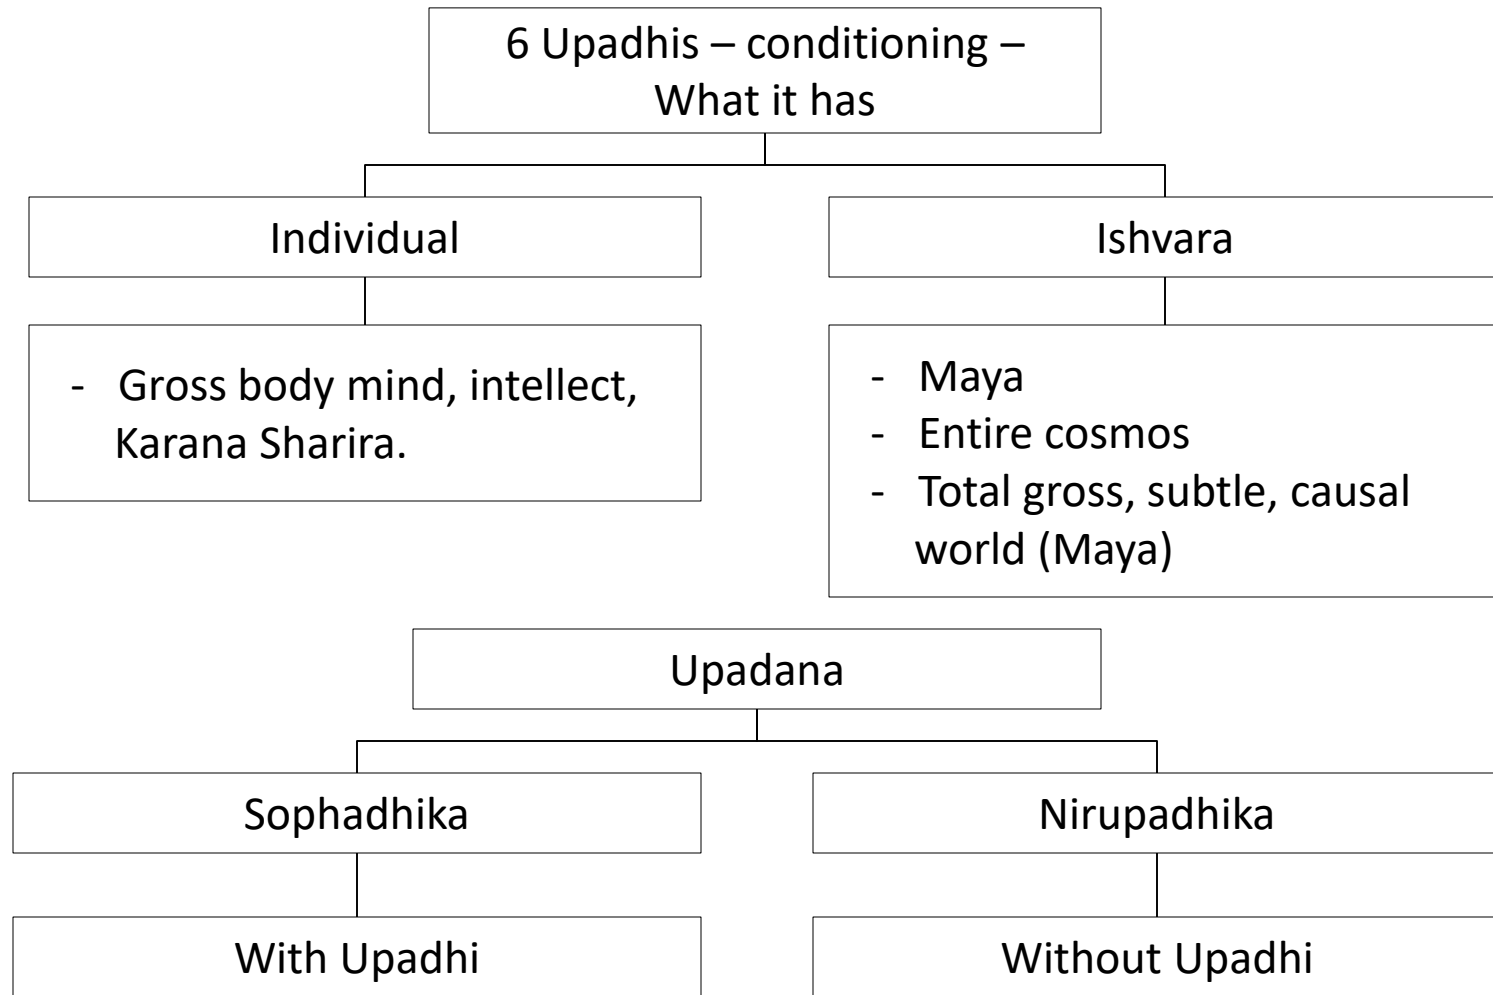 6 Upadhis – conditioning –
What it has
Individual
Ishvara
- Gross body mind, intellect,
Karana Sharira.
- Maya
- Entire cosmos
- Total gross, subtle, causal
world (Maya)
Upadana
Sophadhika
Nirupadhika
With Upadhi
Without Upadhi